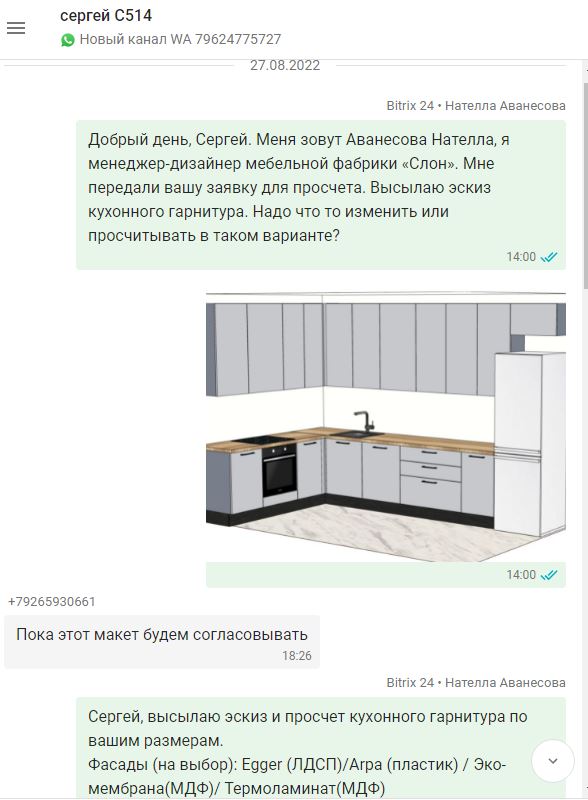 сергей С514
Новый канал WA 79624775727
27.08.2022
Bitrix 24 • Нателла Аванесова
Добрый день, Сергей. Меня зовут Аванесова Нателла, я
менеджер-дизайнер мебельной фабрики «Слон». Мне
передали вашу заявку для просчета. Высылаю эскиз
кухонного гарнитура. Надо что то изменить или
просчитывать в таком варианте?
14:00
14:00
+79265930661
Пока этот макет будем согласовывать
18:26
Bitrix 24 • Нателла Аванесова
Сергей, высылаю эскиз и просчет кухонного гарнитура по
вашим размерам.
Фасады (на выбор): Egger (ЛДСП)/Arpa (пластик) / Эко-
мембрана(МДФ)/ Термоламинат(МДФ)